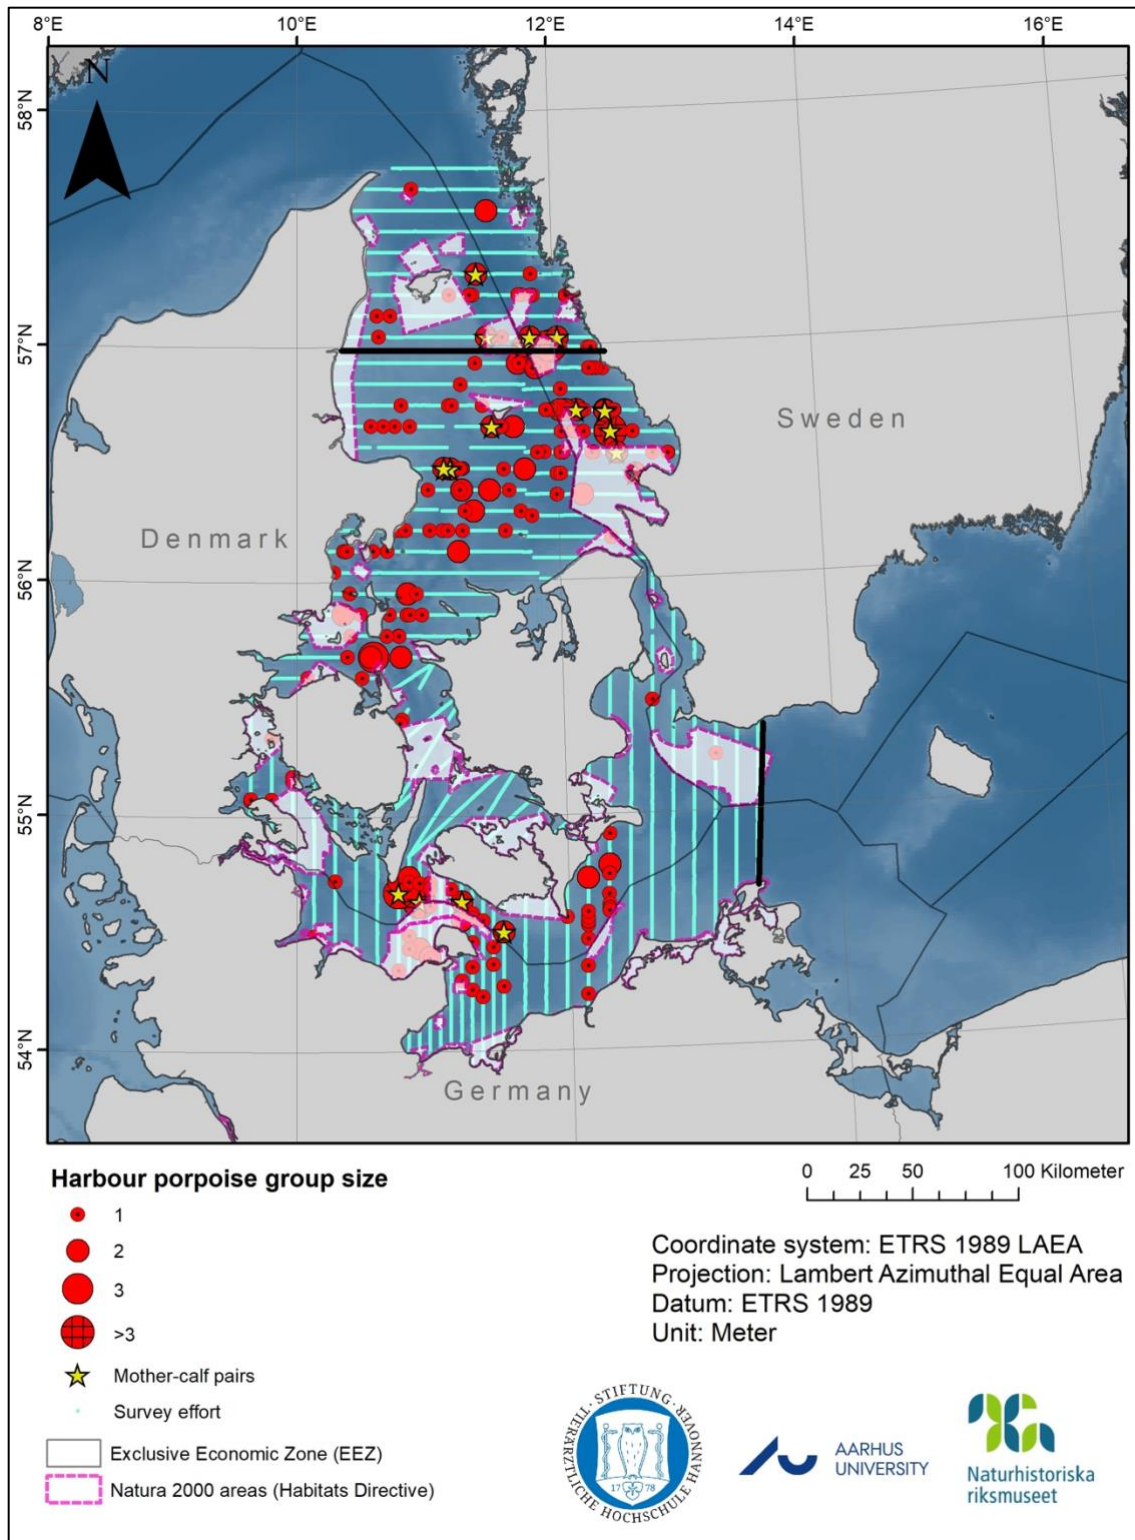 8°E 10°E 12°E 14°E 16°E
N
58°N
57°N
Sweden
Denmark
56°N
55°N
54°N
Germany
Harbour porpoise group size
1
2
3
>3
Mother-calf pairs
Survey effort
Exclusive Economic Zone (EEZ)
Natura 2000 areas (Habitats Directive)
0 25 50 100 Kilometer
Coordinate system: ETRS 1989 LAEA
Projection: Lambert Azimuthal Equal Area
Datum: ETRS 1989
Unit: Meter
STIFTUNG · TIERÄRZTLICHE HOCHSCHULE HANNOVER
1778
AARHUS
UNIVERSITY
Naturhistoriska
riksmuseet